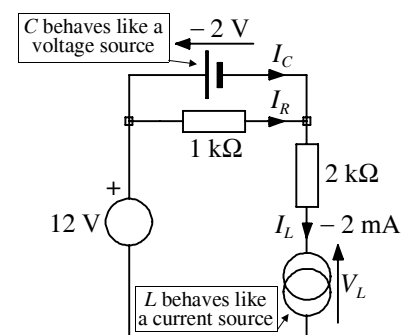 C behaves like a
voltage source
– 2 V
I_C
I_R
1 kΩ
2 kΩ
+
12 V
I_L
– 2 mA
V_L
L behaves like
a current source